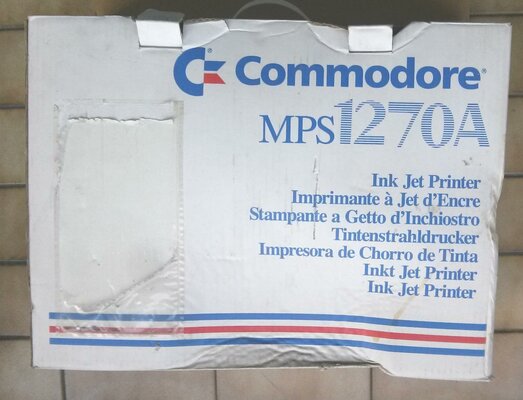 Commodore
MPS1270A
Ink Jet Printer
Imprimante à Jet d'Encre
Stampante a Getto d'Inchiostro
Tintenstrahldrucker
Impresora de Chorro de Tinta
Inkt Jet Printer
Ink Jet Printer